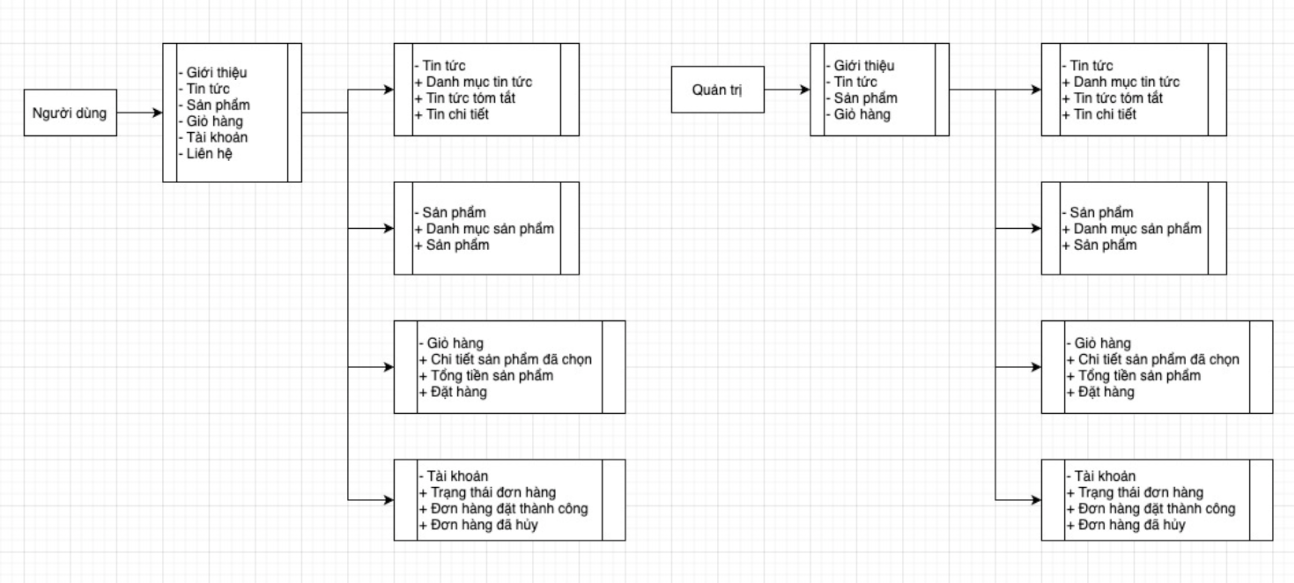 Người dùng
- Giới thiệu
- Tin tức
- Sản phẩm
- Giỏ hàng
- Tài khoản
- Liên hệ
- Tin tức
+ Danh mục tin tức
+ Tin tức tóm tắt
+ Tin chi tiết
- Sản phẩm
+ Danh mục sản phẩm
+ Sản phẩm
- Giỏ hàng
+ Chi tiết sản phẩm đã chọn
+ Tổng tiền sản phẩm
+ Đặt hàng
- Tài khoản
+ Trạng thái đơn hàng
+ Đơn hàng đặt thành công
+ Đơn hàng đã hủy
Quản trị
- Giới thiệu
- Tin tức
- Sản phẩm
- Giỏ hàng
- Tin tức
+ Danh mục tin tức
+ Tin tức tóm tắt
+ Tin chi tiết
- Sản phẩm
+ Danh mục sản phẩm
+ Sản phẩm
- Giỏ hàng
+ Chi tiết sản phẩm đã chọn
+ Tổng tiền sản phẩm
+ Đặt hàng
- Tài khoản
+ Trạng thái đơn hàng
+ Đơn hàng đặt thành công
+ Đơn hàng đã hủy